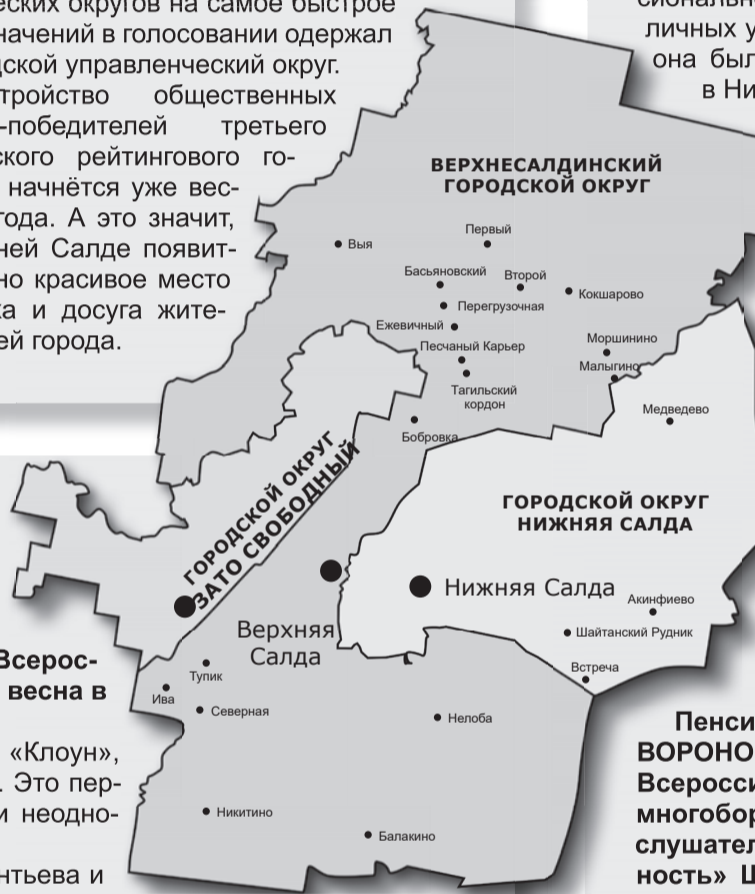 ческих округов на самое быстрое
начений в голосовании одержал
дской управленческий округ.
тройство общественных
-победителей третьего
ского рейтингового го-
начнётся уже вес-
года. А это значит,
ней Салде появит-
но красивое место
ка и досуга жите-
ей города.
личных у
она был
в Ни
ВЕРХНЕСАЛДИНСКИЙ
ГОРОДСКОЙ ОКРУГ
Первый
Выя
Басьяновский
Второй
Кокшарово
Перегрузочная
Ежевичный
Песчаный Карьер
Моршинино
Малыгино
Тагильский
кордон
Медведево
Бобровка
ГОРОДСКОЙ ОКРУГ
ЗАТО СВОБОДНЫЙ
ГОРОДСКОЙ ОКРУГ
НИЖНЯЯ САЛДА
Нижняя Салда
Акинфиево
Шайтанский Рудник
Верхняя
Салда
Встреча
Тупик
Ива
Северная
Нелоба
Никитино
Балакино
Всерос-
весна в
«Клоун»,
. Это пер-
и неодно-
нтьева и
Пенси
ВОРОНО
Всеросси
многобор
слушател
ность» Ш